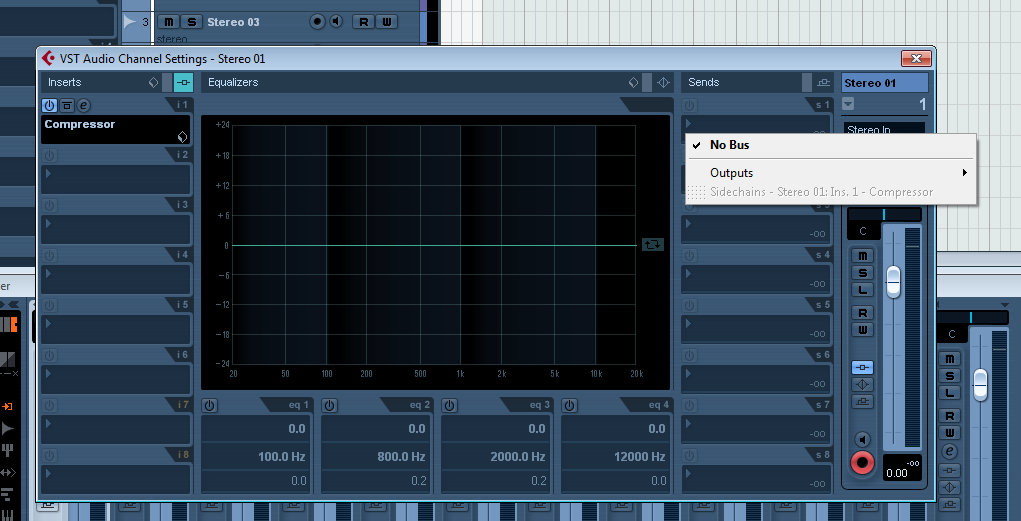 3 M S Stereo 03 R W
stereo
VST Audio Channel Settings - Stereo 01
Inserts Equalizers Sends Stereo 01
e i 1 s 1 1
Compressor
Stereo In
No Bus
Outputs
Sidechains - Stereo 01: Ins. 1 - Compressor
i 2
i 3
i 4 s 4
i 5 s 5
i 6 s 6
i 7 s 7
i 8 s 8
+24
+18
+12
+6
0
-6
-12
-18
-24
20 50 100 200 500 1k 2k 5k 10k 20k
-oo
-oo
-oo
-oo
-oo
-oo
C
M
S
L
R
W
-oo
0.00
eq 1 eq 2 eq 3 eq 4
0.0 0.0 0.0 0.0
100.0 Hz 800.0 Hz 2000.0 Hz 12000 Hz
0.0 0.2 0.2 0.0
er
C
M
S
L
R
W
e